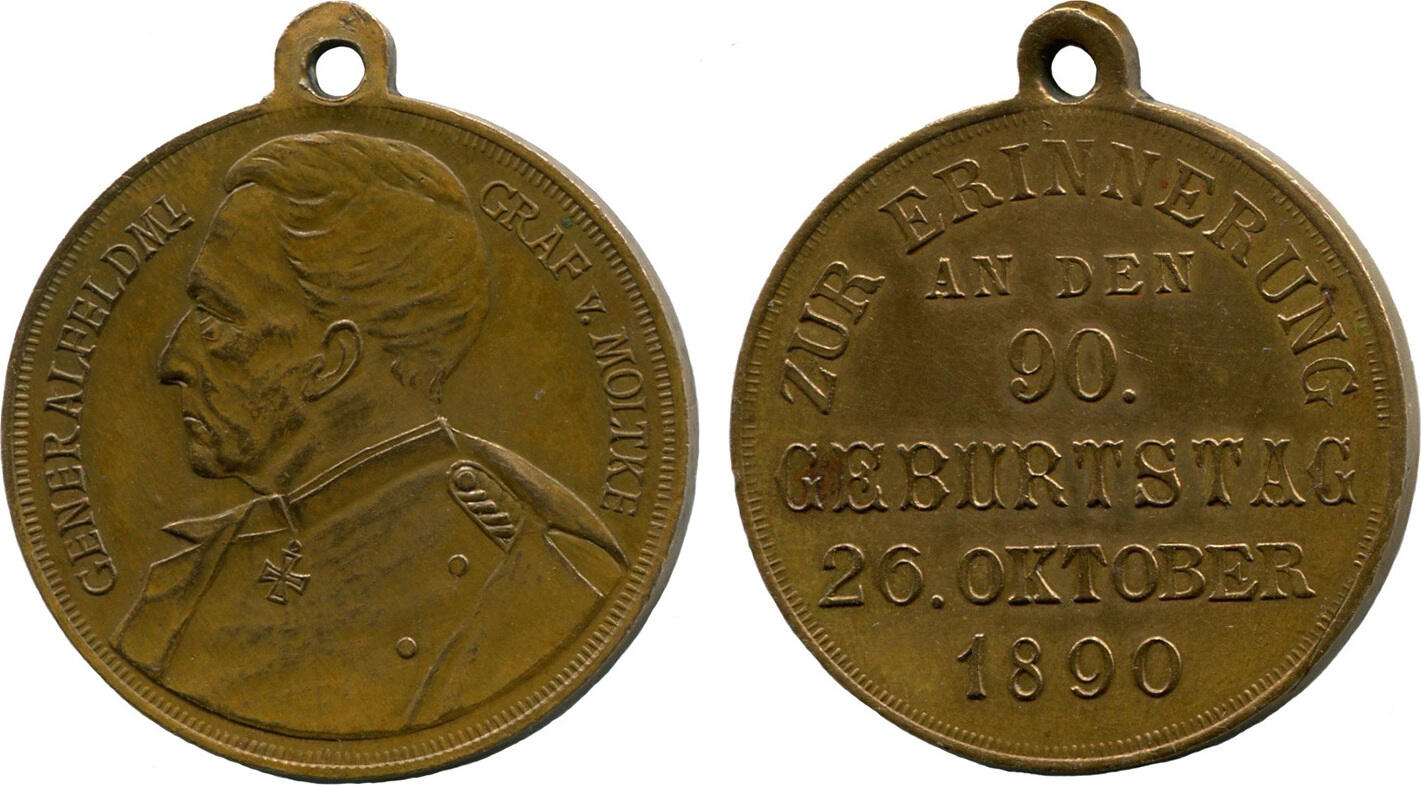 GENERALFELDML GRAF v. MOLTKE
ZUR ERINNERUNG
AN DEN
90.
GEBURTSTAG
26. OKTOBER
1890